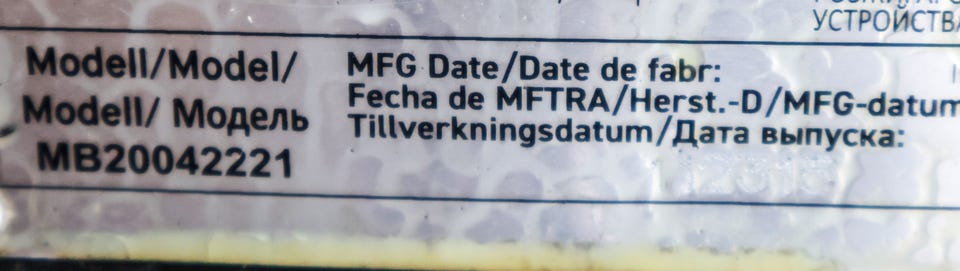 УСТРОЙСТВА
Modell/Model/
Modell/ Модель
MB20042221
MFG Date/Date de fabr:
Fecha de MFTRA/Herst.-D/MFG-datum
Tillverkningsdatum/Дата выпуска: